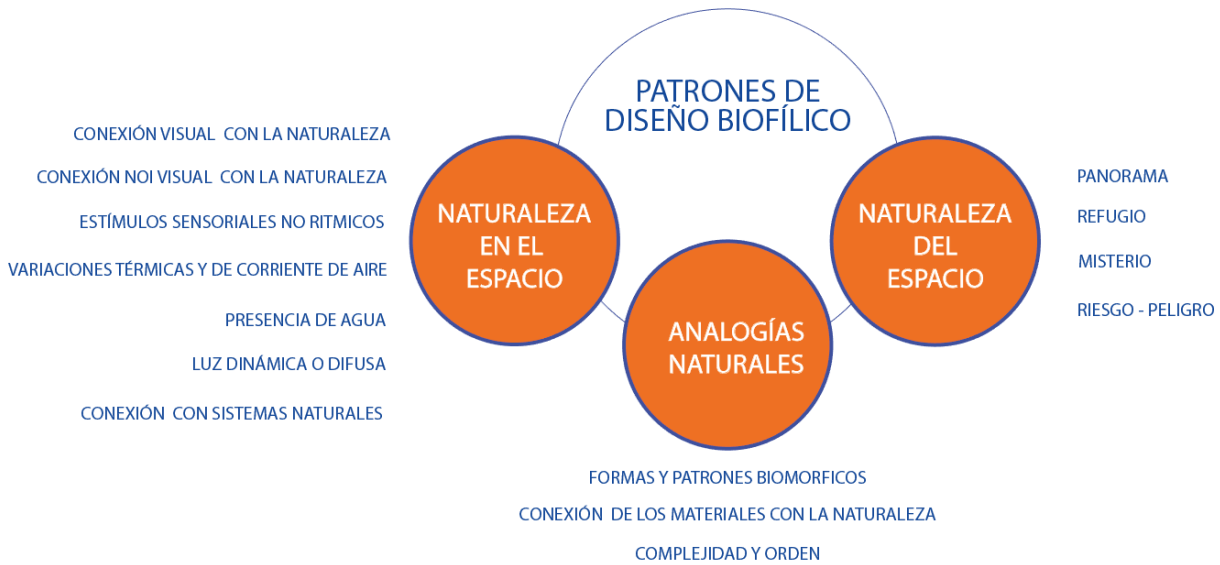 PATRONES DE
DISEÑO BIOFÍLICO
CONEXIÓN VISUAL CON LA NATURALEZA
CONEXIÓN NOI VISUAL CON LA NATURALEZA
ESTÍMULOS SENSORIALES NO RITMICOS
VARIACIONES TÉRMICAS Y DE CORRIENTE DE AIRE
PRESENCIA DE AGUA
LUZ DINÁMICA O DIFUSA
CONEXIÓN CON SISTEMAS NATURALES
NATURALEZA
EN EL
ESPACIO
ANALOGÍAS
NATURALES
FORMAS Y PATRONES BIOMORFICOS
CONEXIÓN DE LOS MATERIALES CON LA NATURALEZA
COMPLEJIDAD Y ORDEN
NATURALEZA
DEL
ESPACIO
PANORAMA
REFUGIO
MISTERIO
RIESGO - PELIGRO